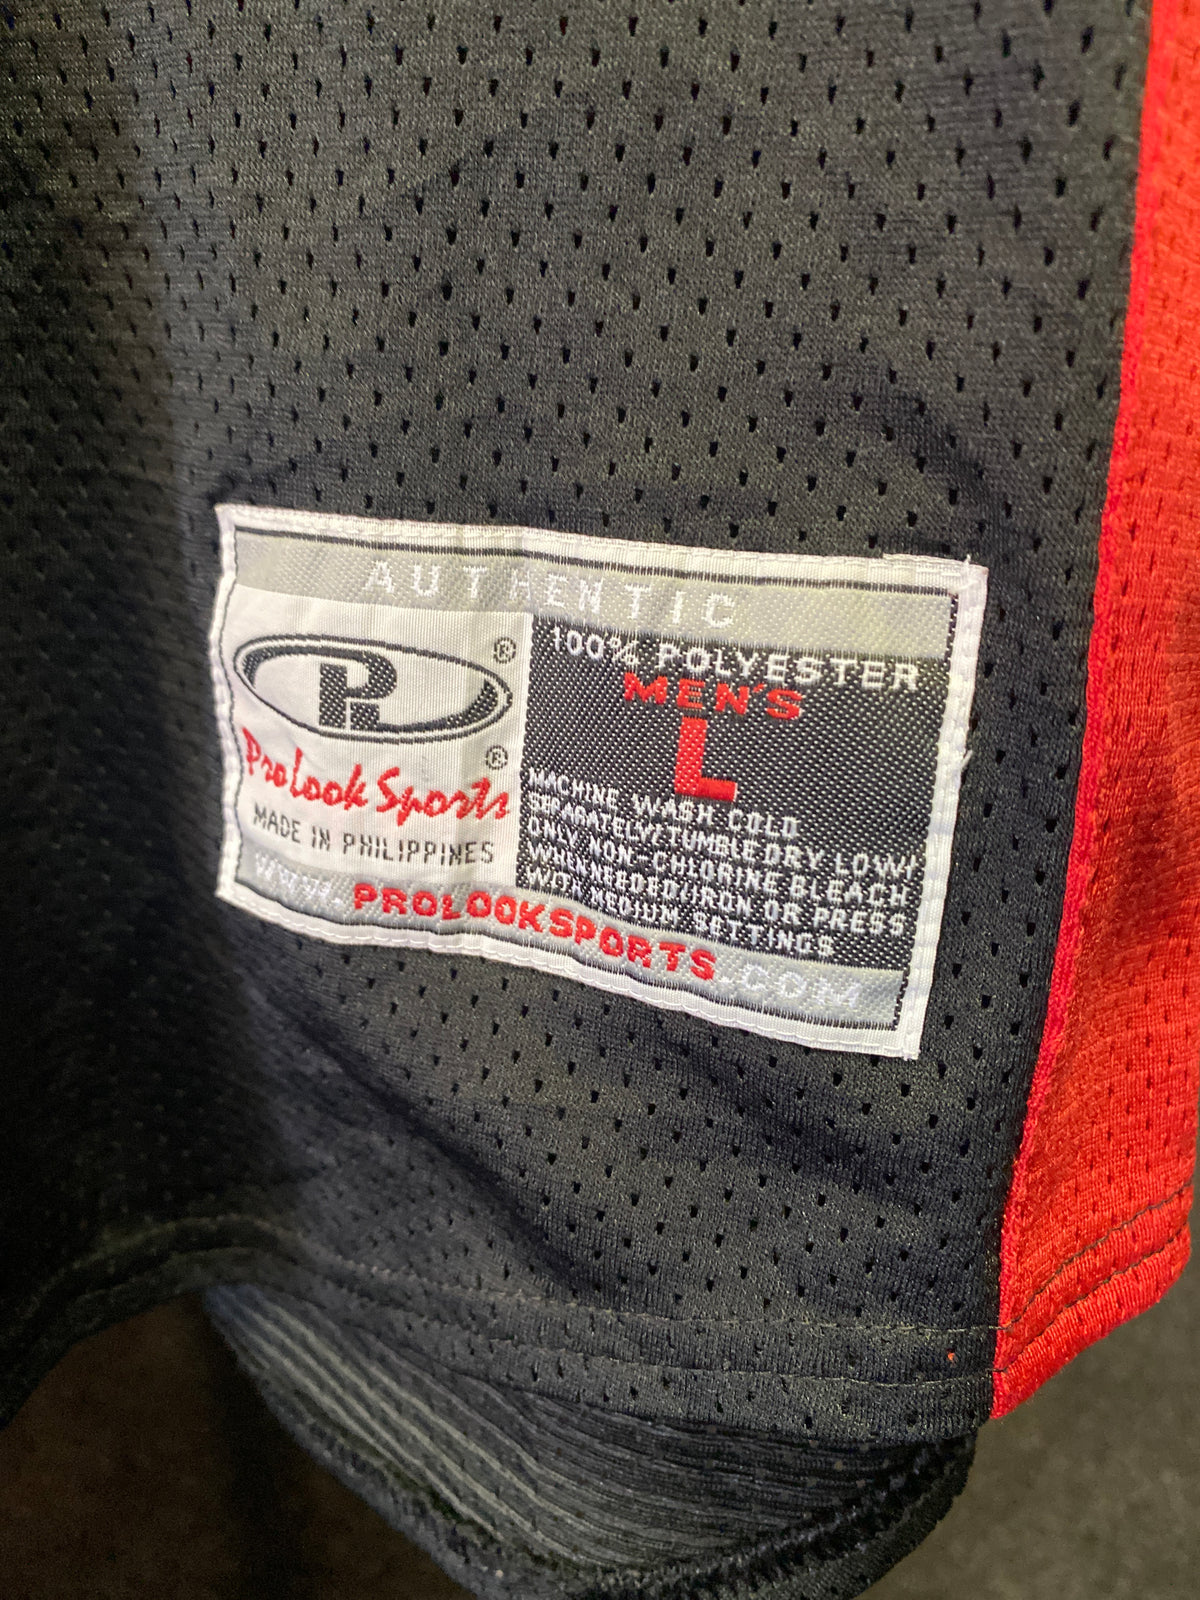 AUTHENTIC
PL ®
ProLook Sports ®
MADE IN PHILIPPINES
100% POLYESTER
MEN'S
L
MACHINE WASH COLD
SEPARATELY/TUMBLE DRY LOW/
ONLY NON-CHLORINE BLEACH
WHEN NEEDED/IRON OR PRESS
WITH MEDIUM SETTINGS
www.PROLOOKSPORTS.COM